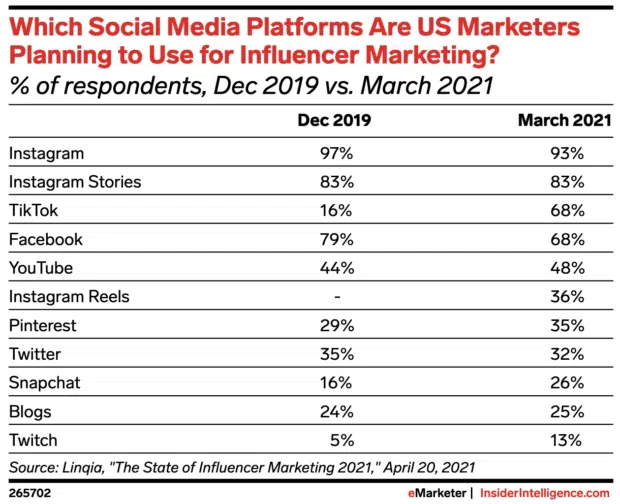 Which Social Media Platforms Are US Marketers
Planning to Use for Influencer Marketing?
% of respondents, Dec 2019 vs. March 2021
Dec 2019 March 2021
Instagram 97% 93%
Instagram Stories 83% 83%
TikTok 16% 68%
Facebook 79% 68%
YouTube 44% 48%
Instagram Reels - 36%
Pinterest 29% 35%
Twitter 35% 32%
Snapchat 16% 26%
Blogs 24% 25%
Twitch 5% 13%
Source: Linqia, "The State of Influencer Marketing 2021," April 20, 2021
265702 eMarketer | InsiderIntelligence.com